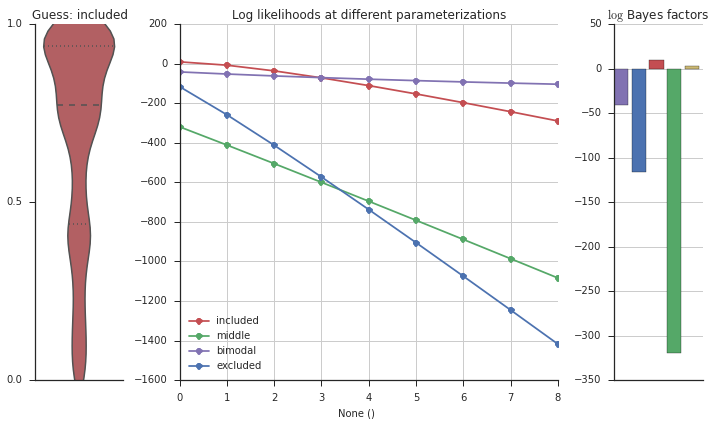 Guess: included
1.0
0.5
0.0
Log likelihoods at different parameterizations
200
0
−200
−400
−600
−800
−1000
−1200
−1400
−1600
included
middle
bimodal
excluded
0 1 2 3 4 5 6 7 8
None ()
log Bayes factors
50
0
−50
−100
−150
−200
−250
−300
−350